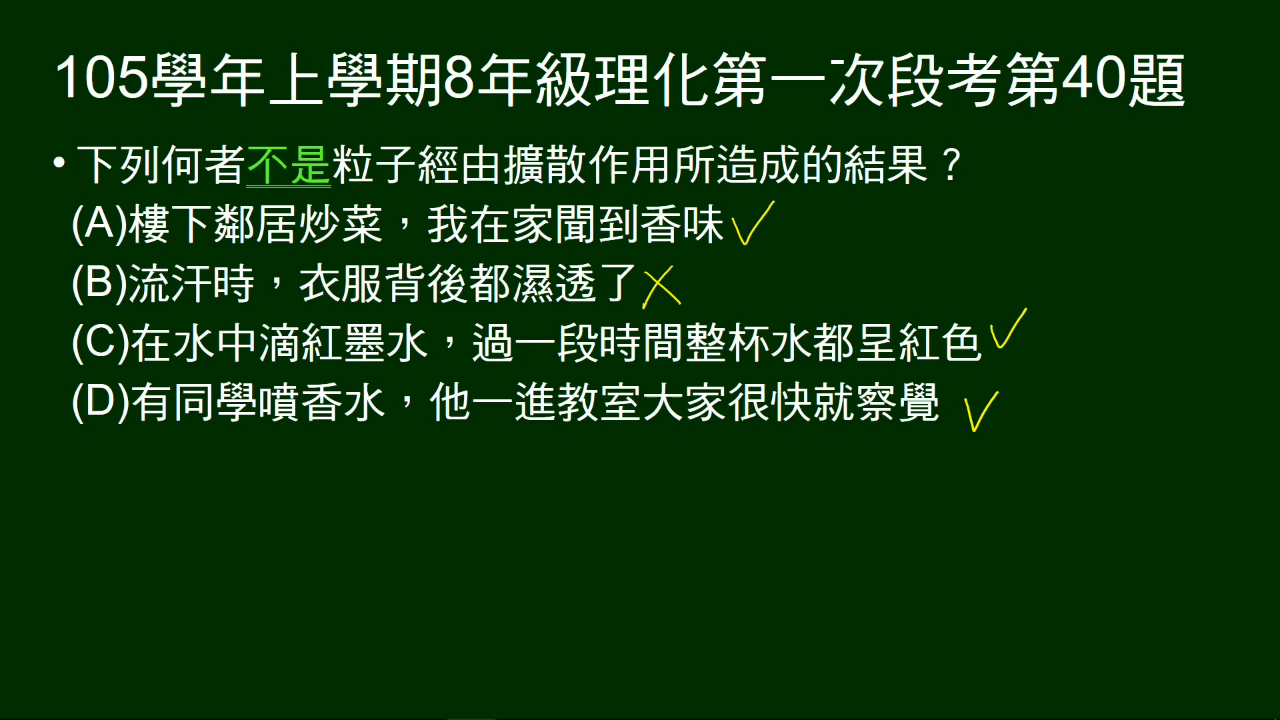 105學年上學期8年級理化第一次段考第40題
• 下列何者不是粒子經由擴散作用所造成的結果？
(A)樓下鄰居炒菜，我在家聞到香味
(B)流汗時，衣服背後都濕透了
(C)在水中滴紅墨水，過一段時間整杯水都呈紅色
(D)有同學噴香水，他一進教室大家很快就察覺